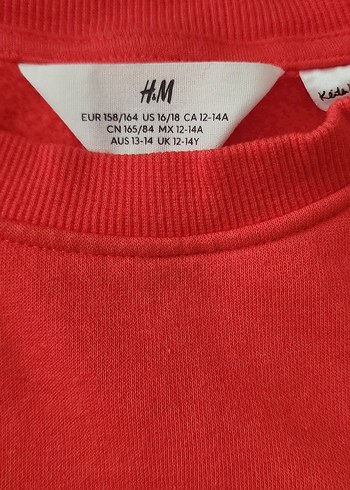 H&M
EUR 158/164 US 16/18 CA 12-14A
CN 165/84 MX 12-14A
AUS 13-14 UK 12-14Y